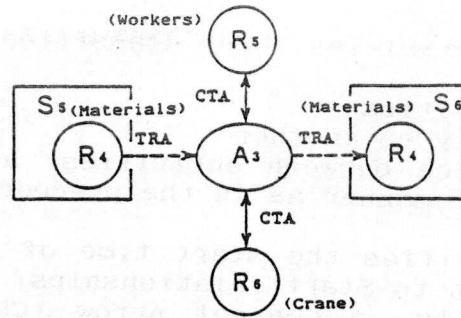 (Workers)
R5
CTA
S5 (Materials)
(Materials) S6
R4
TRA
A3
TRA
R4
CTA
R6
(Crane)